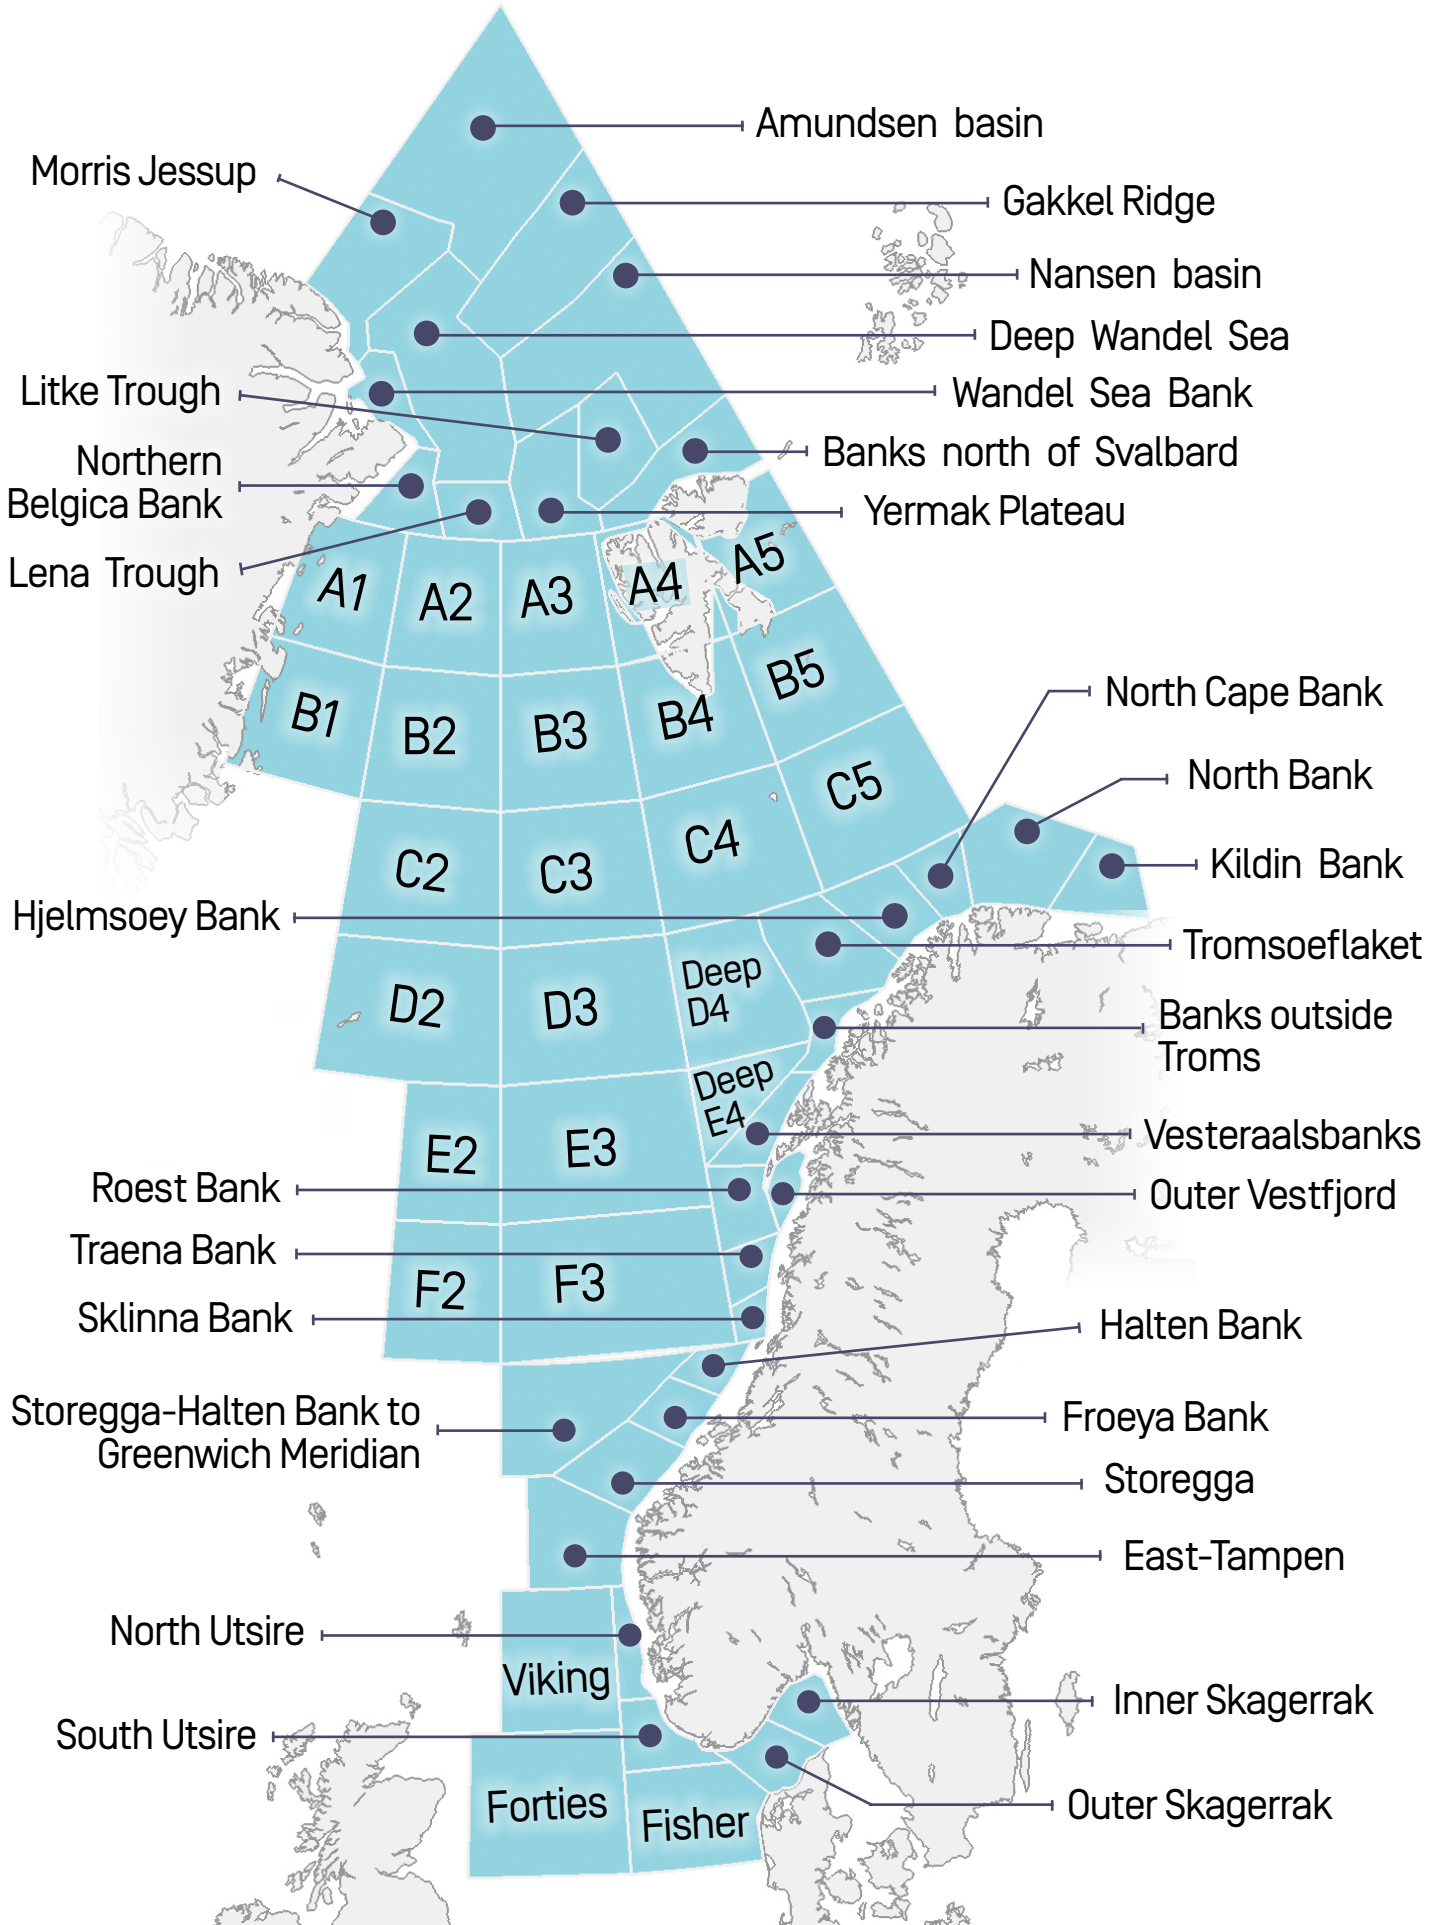 Amundsen basin
Morris Jessup
Gakkel Ridge
Nansen basin
Deep Wandel Sea
Litke Trough
Wandel Sea Bank
Banks north of Svalbard
Northern
Belgica Bank
Yermak Plateau
Lena Trough
A1
A2
A3
A4
A5
B1
B2
B3
B4
B5
North Cape Bank
North Bank
C2
C3
C4
C5
Kildin Bank
Hjelmsoey Bank
Tromsoeflaket
D2
D3
Deep
D4
Banks outside
Troms
Deep
E4
E2
E3
Vesteraalsbanks
Roest Bank
Outer Vestfjord
Traena Bank
F2
F3
Sklinna Bank
Halten Bank
Storegga-Halten Bank to
Greenwich Meridian
Froeya Bank
Storegga
East-Tampen
North Utsire
Viking
Inner Skagerrak
South Utsire
Forties
Fisher
Outer Skagerrak